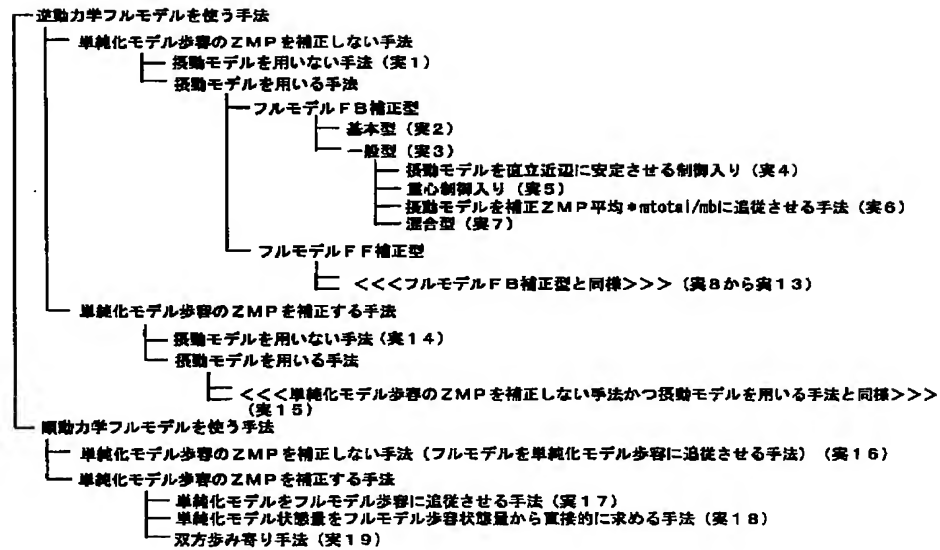 逆動力学フルモデルを使う手法
単純化モデル歩容のZMPを補正しない手法
摂動モデルを用いない手法（実1）
摂動モデルを用いる手法
フルモデルFB補正型
基本型（実2）
一般型（実3）
摂動モデルを直立近辺に安定させる制御入り（実4）
重心制御入り（実5）
摂動モデルを補正ZMP平均*mtotal/mbに追従させる手法（実6）
混合型（実7）
フルモデルFF補正型
<<<フルモデルFB補正型と同様>>>（実8から実13）
単純化モデル歩容のZMPを補正する手法
摂動モデルを用いない手法（実14）
摂動モデルを用いる手法
<<<単純化モデル歩容のZMPを補正しない手法かつ摂動モデルを用いる手法と同様>>>
（実15）
順動力学フルモデルを使う手法
単純化モデル歩容のZMPを補正しない手法（フルモデルを単純化モデル歩容に追従させる手法）（実16）
単純化モデル歩容のZMPを補正する手法
単純化モデルをフルモデル歩容に追従させる手法（実17）
単純化モデル状態量をフルモデル歩容状態量から直接的に求める手法（実18）
双方歩み寄り手法（実19）